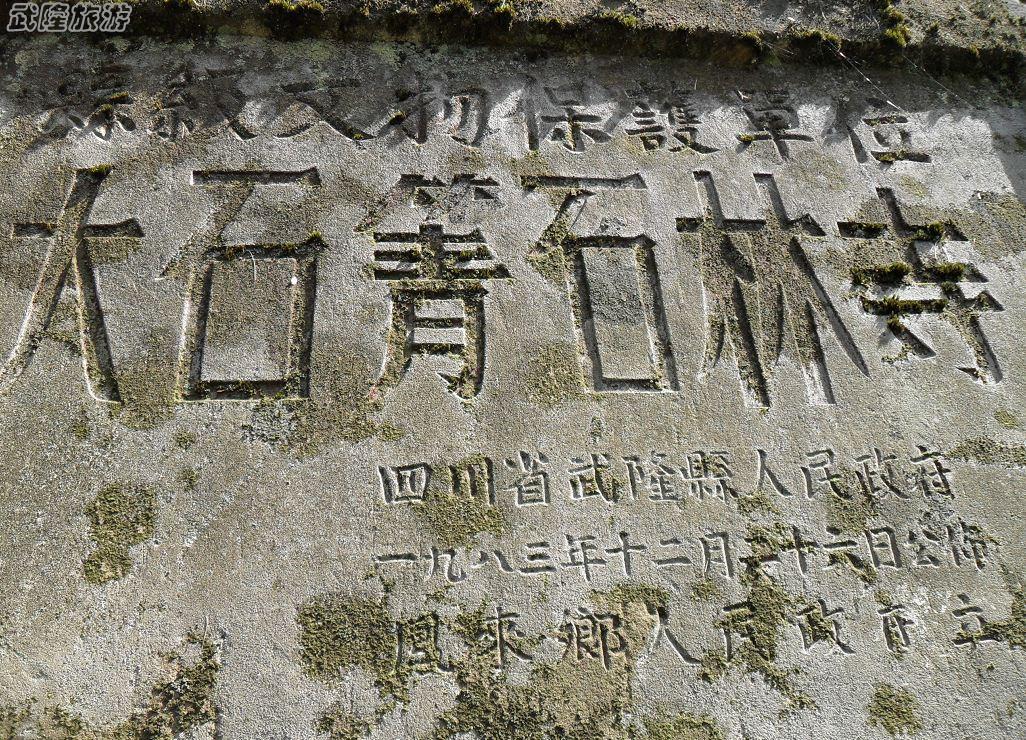 武隆旅游
縣級文物保護單位
大石箐石林寺
四川省武隆縣人民政府
一九八三年十二月二十六日公佈
鳳來鄉人民政府立